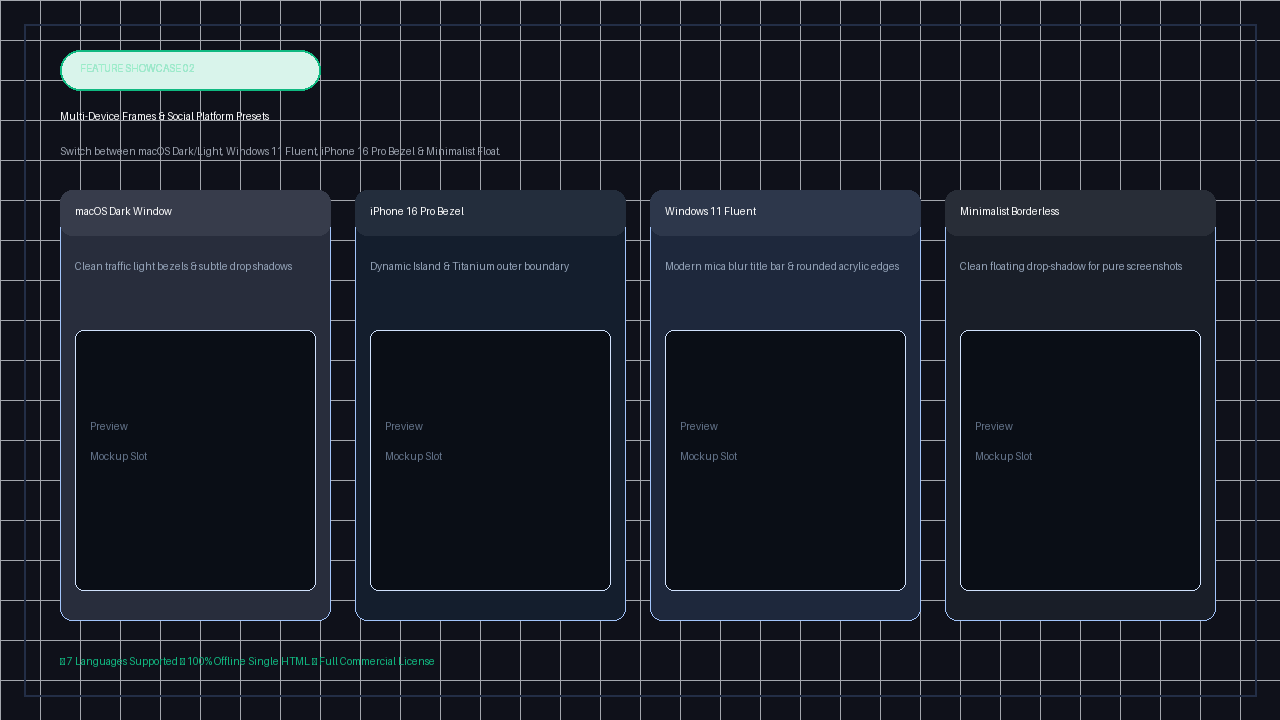 FEATURE SHOWCASE 02
Multi-Device Frames & Social Platform Presets
Switch between macOS Dark/Light, Windows 11 Fluent, iPhone 16 Pro Bezel & Minimalist Float.
macOS Dark Window
Clean traffic light bezels & subtle drop shadows
Preview
Mockup Slot
iPhone 16 Pro Bezel
Dynamic Island & Titanium outer boundary
Preview
Mockup Slot
Windows 11 Fluent
Modern mica blur title bar & rounded acrylic edges
Preview
Mockup Slot
Minimalist Borderless
Clean floating drop-shadow for pure screenshots
Preview
Mockup Slot
7 Languages Supported 100% Offline Single HTML Full Commercial License